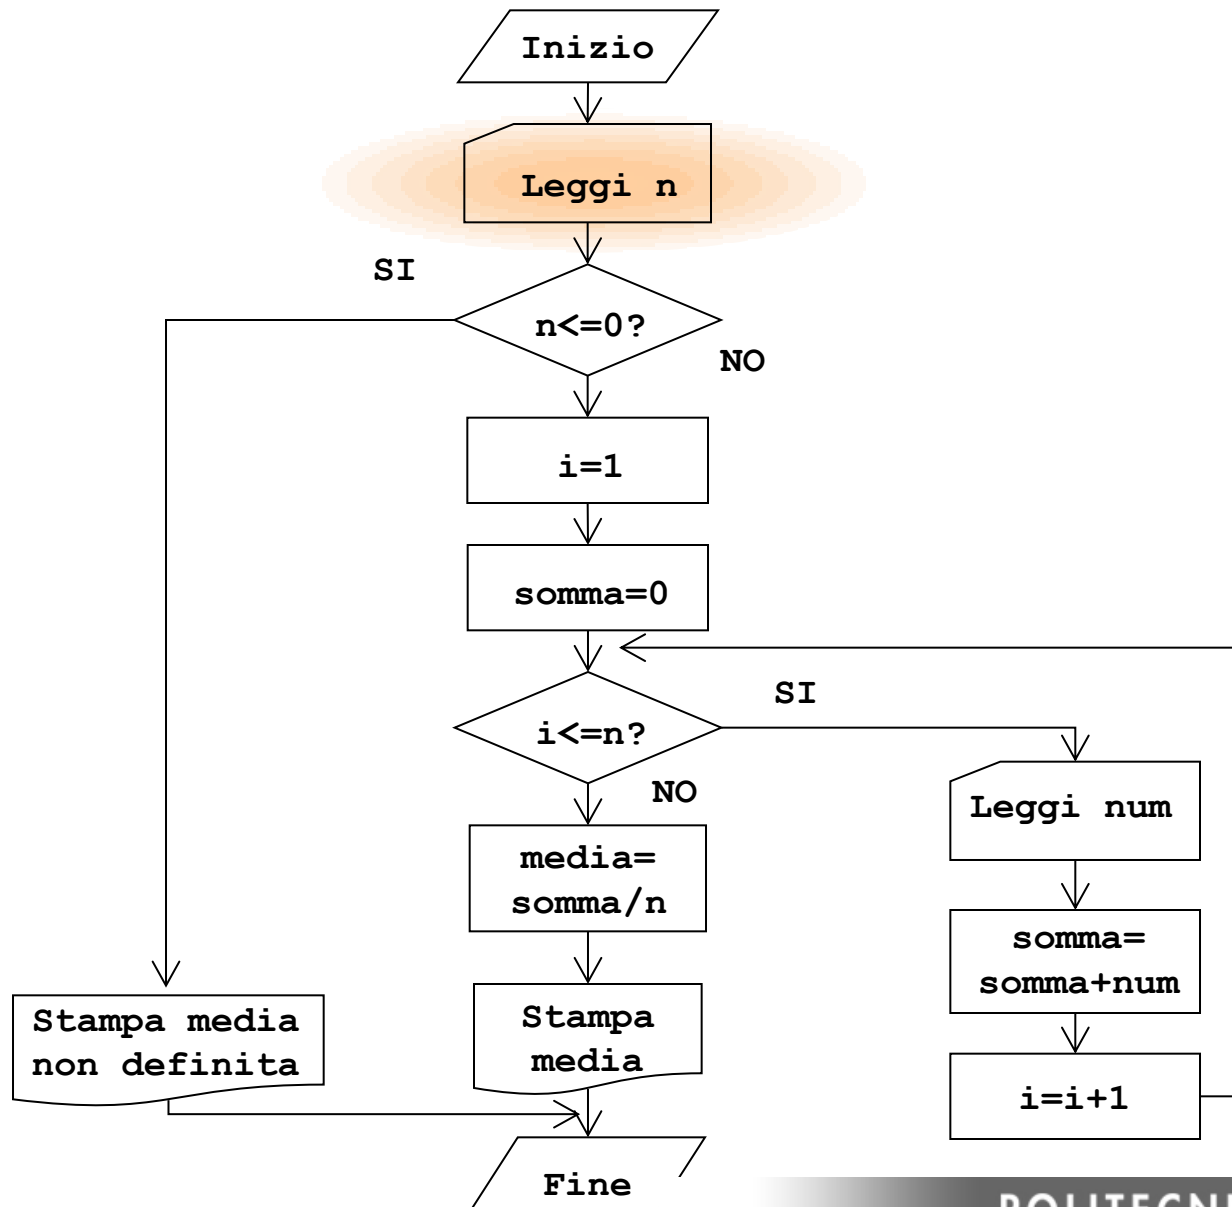 Inizio
Leggi n
SI
n<=0?
NO
i=1
somma=0
SI
i<=n?
NO
Leggi num
media=
somma/n
somma=
somma+num
Stampa media
non definita
Stampa
media
i=i+1
Fine